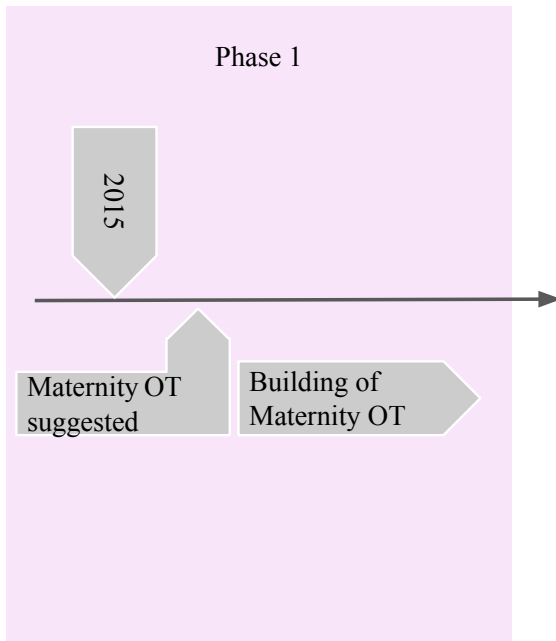 Phase 1
2015
Maternity OT
suggested
Building of
Maternity OT